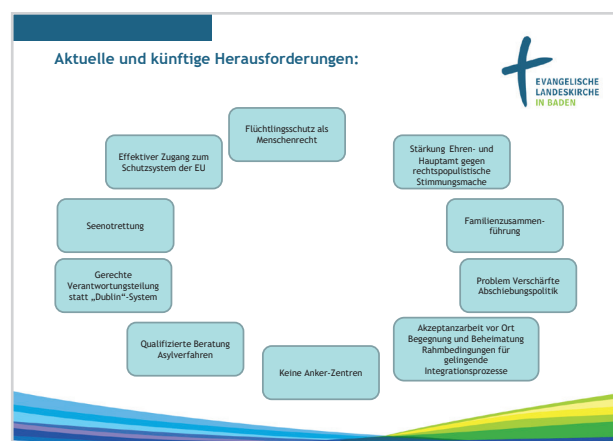 Aktuelle und künftige Herausforderungen:
EVANGELISCHE
LANDESKIRCHE
IN BADEN
Flüchtlingsschutz als
Menschenrecht
Stärkung Ehren- und
Hauptamt gegen
rechtspopulistische
Stimmungsmache
Familienzusammen-
führung
Problem Verschärfte
Abschiebungspolitik
Akzeptanzarbeit vor Ort
Begegnung und Beheimatung
Rahmbedingungen für
gelingende
Integrationsprozesse
Keine Anker-Zentren
Qualifizierte Beratung
Asylverfahren
Gerechte
Verantwortungsteilung
statt „Dublin“-System
Seenotrettung
Effektiver Zugang zum
Schutzsystem der EU